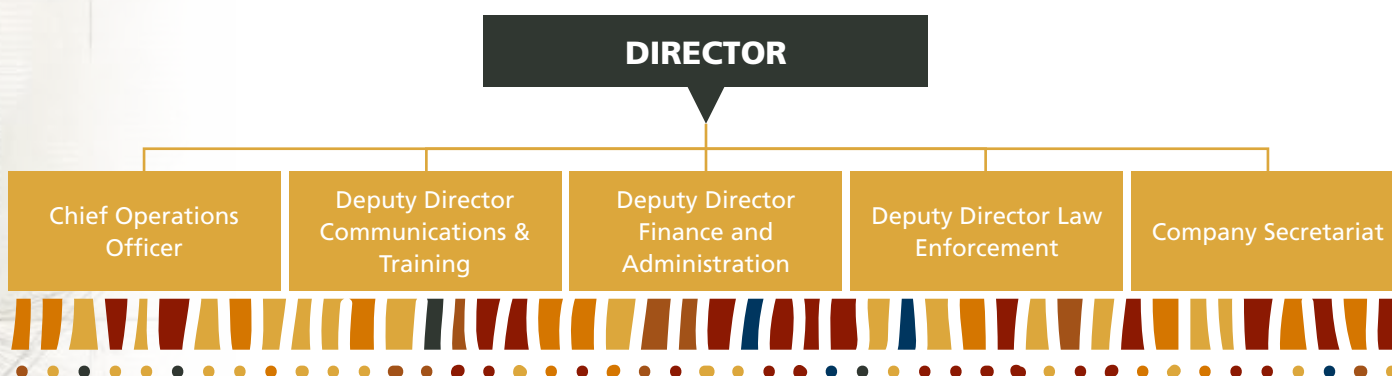 DIRECTOR
Chief Operations
Officer
Deputy Director
Communications &
Training
Deputy Director
Finance and
Administration
Deputy Director Law
Enforcement
Company Secretariat